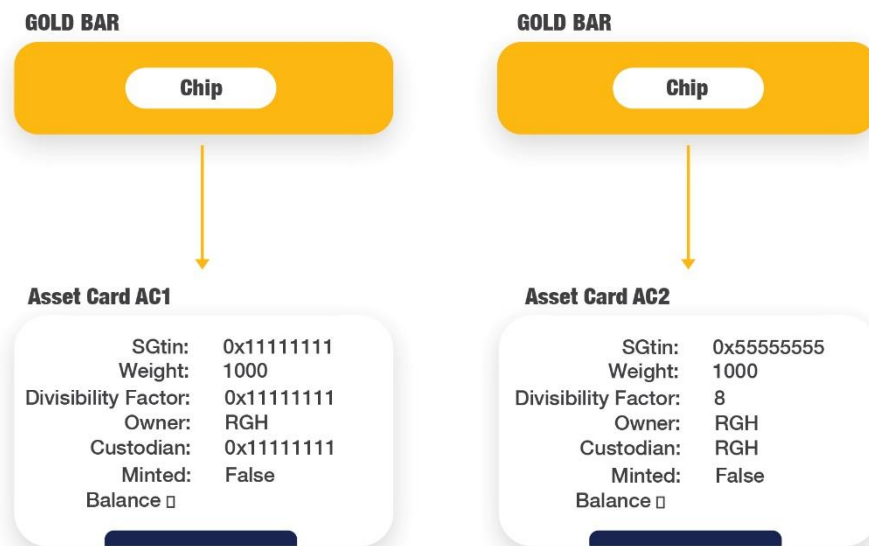 GOLD BAR
Chip
Asset Card AC1
SGtin: 0x11111111
Weight: 1000
Divisibility Factor: 0x11111111
Owner: RGH
Custodian: 0x11111111
Minted: False
Balance ▯
GOLD BAR
Chip
Asset Card AC2
SGtin: 0x55555555
Weight: 1000
Divisibility Factor: 8
Owner: RGH
Custodian: RGH
Minted: False
Balance ▯